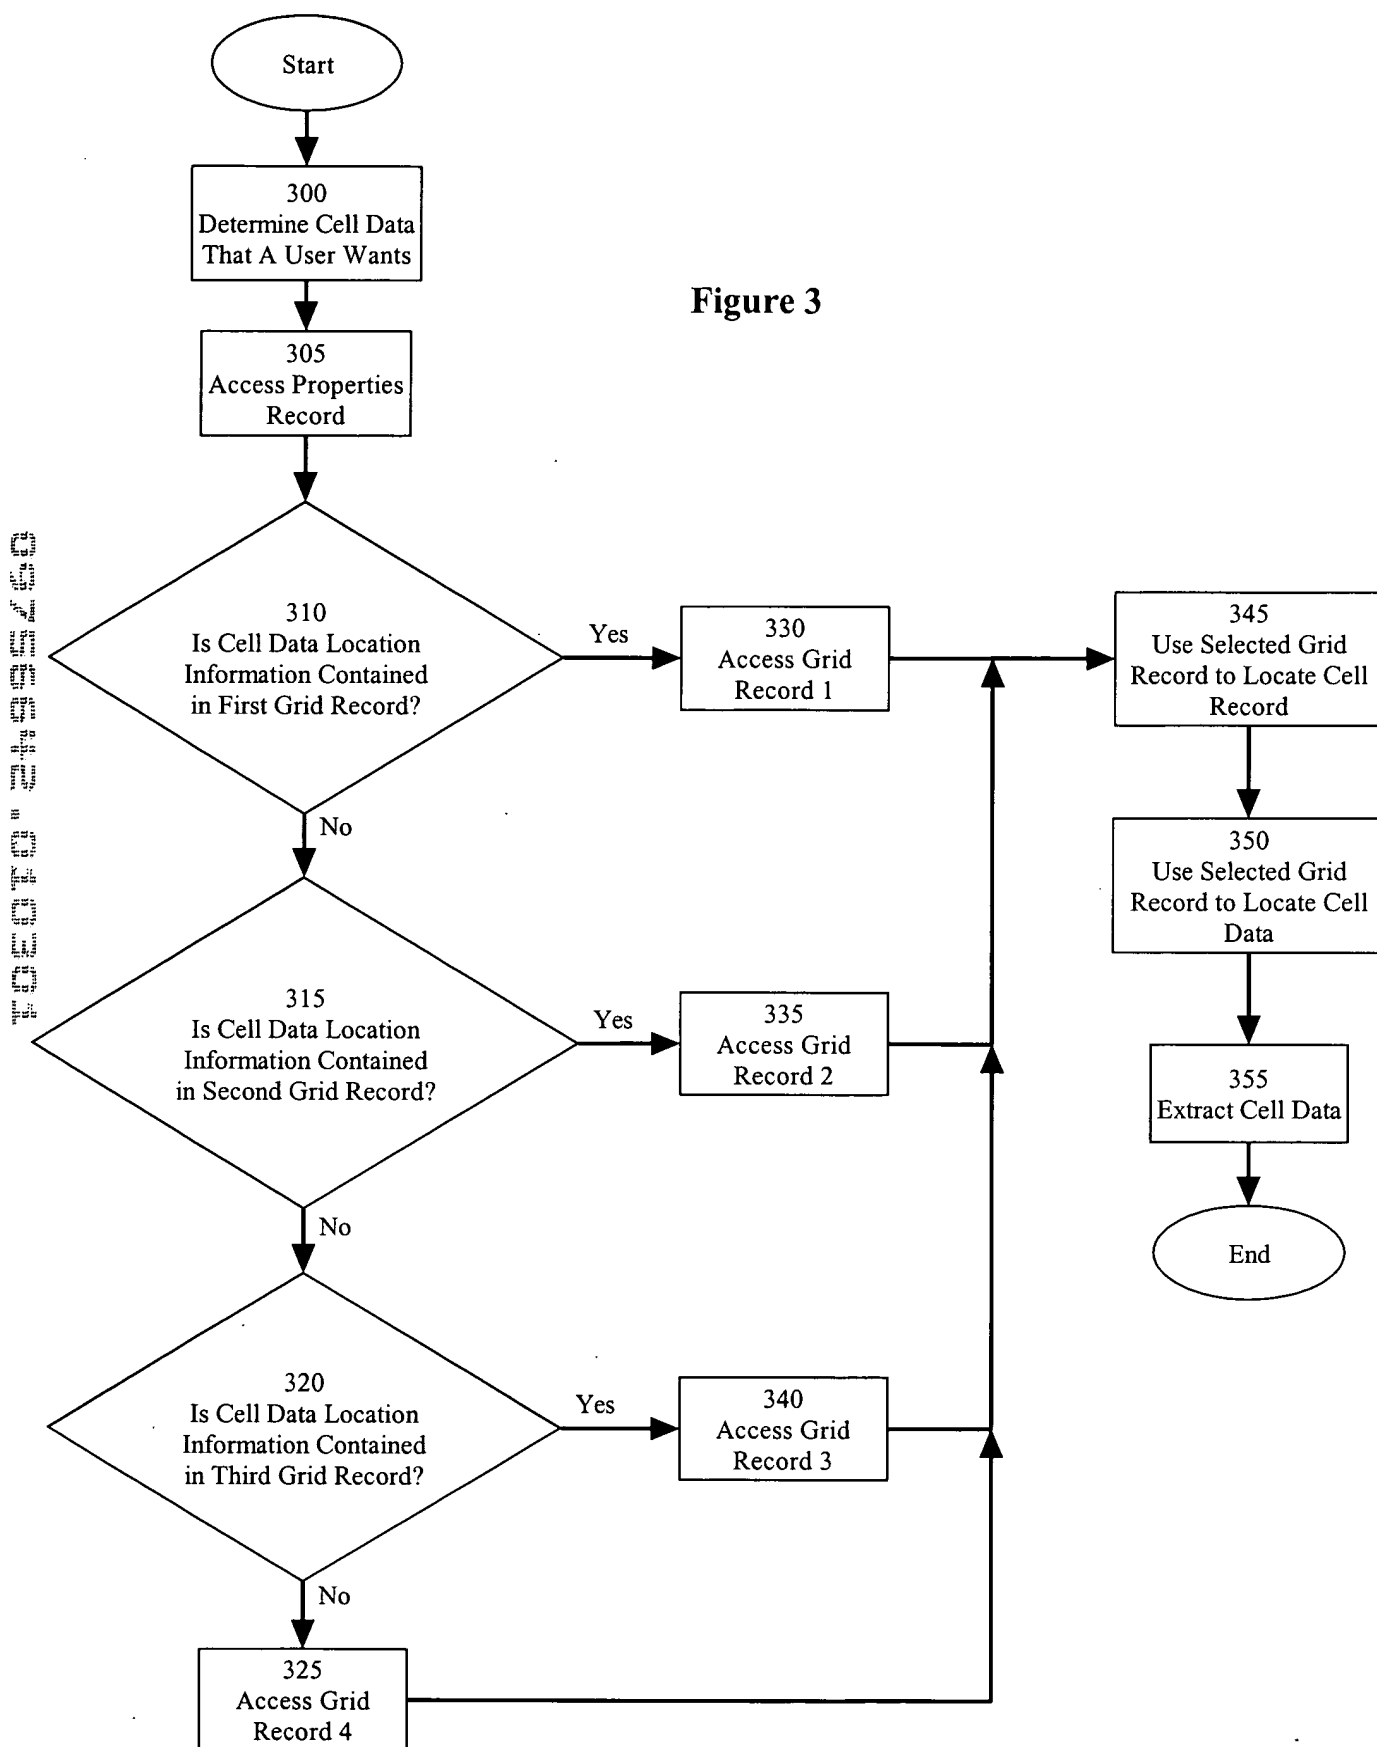 Start
300
Determine Cell Data
That A User Wants
Figure 3
305
Access Properties
Record
310
Is Cell Data Location
Information Contained
in First Grid Record?
Yes
330
Access Grid
Record 1
345
Use Selected Grid
Record to Locate Cell
Record
No
350
Use Selected Grid
Record to Locate Cell
Data
315
Is Cell Data Location
Information Contained
in Second Grid Record?
Yes
335
Access Grid
Record 2
355
Extract Cell Data
No
End
320
Is Cell Data Location
Information Contained
in Third Grid Record?
Yes
340
Access Grid
Record 3
No
325
Access Grid
Record 4